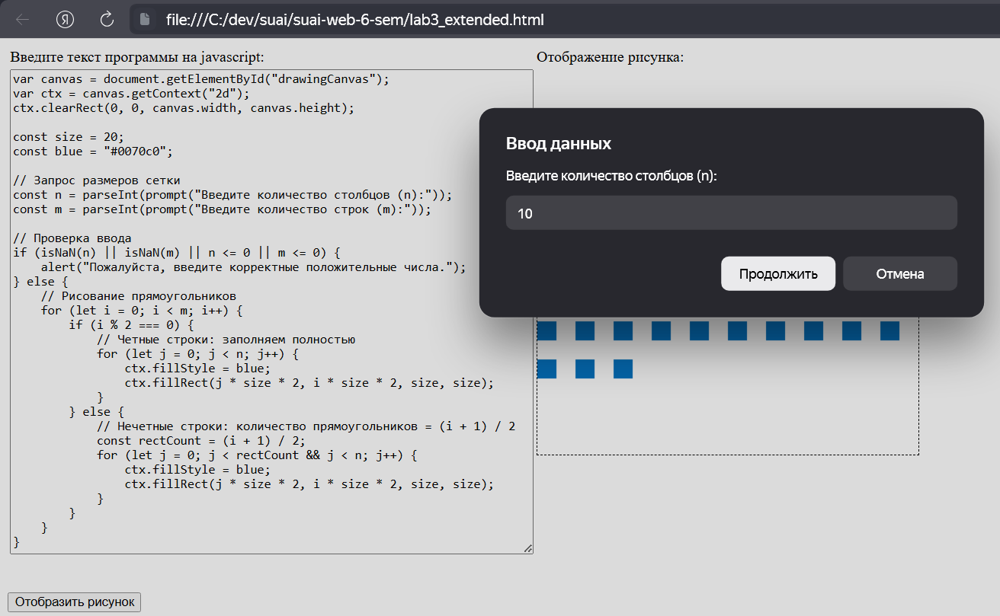 Я
file:///C:/dev/suai/suai-web-6-sem/lab3_extended.html
Введите текст программы на javascript:
var canvas = document.getElementById("drawingCanvas");
var ctx = canvas.getContext("2d");
ctx.clearRect(0, 0, canvas.width, canvas.height);
const size = 20;
const blue = "#0070c0";
// Запрос размеров сетки
const n = parseInt(prompt("Введите количество столбцов (n):"));
const m = parseInt(prompt("Введите количество строк (m):"));
// Проверка ввода
if (isNaN(n) || isNaN(m) || n <= 0 || m <= 0) {
    alert("Пожалуйста, введите корректные положительные числа.");
} else {
    // Рисование прямоугольников
    for (let i = 0; i < m; i++) {
        if (i % 2 === 0) {
            // Четные строки: заполняем полностью
            for (let j = 0; j < n; j++) {
                ctx.fillStyle = blue;
                ctx.fillRect(j * size * 2, i * size * 2, size, size);
            }
        } else {
            // Нечетные строки: количество прямоугольников = (i + 1) / 2
            const rectCount = (i + 1) / 2;
            for (let j = 0; j < rectCount && j < n; j++) {
                ctx.fillStyle = blue;
                ctx.fillRect(j * size * 2, i * size * 2, size, size);
            }
        }
    }
}
Отобразить рисунок
Отображение рисунка:
Ввод данных
Введите количество столбцов (n):
10
Продолжить
Отмена